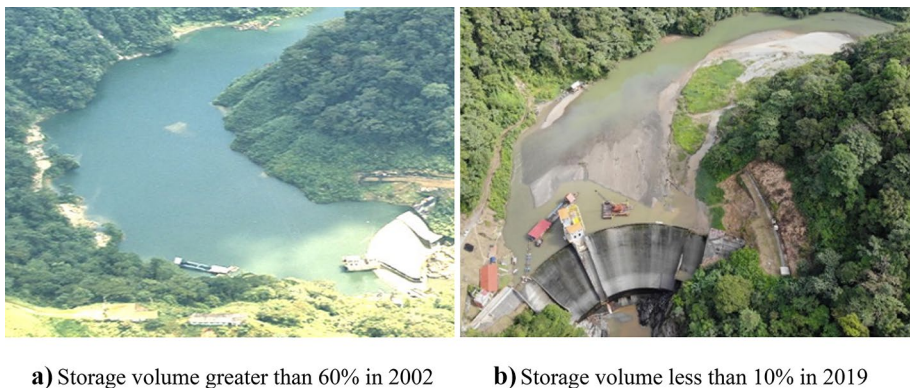 a) Storage volume greater than 60% in 2002
b) Storage volume less than 10% in 2019